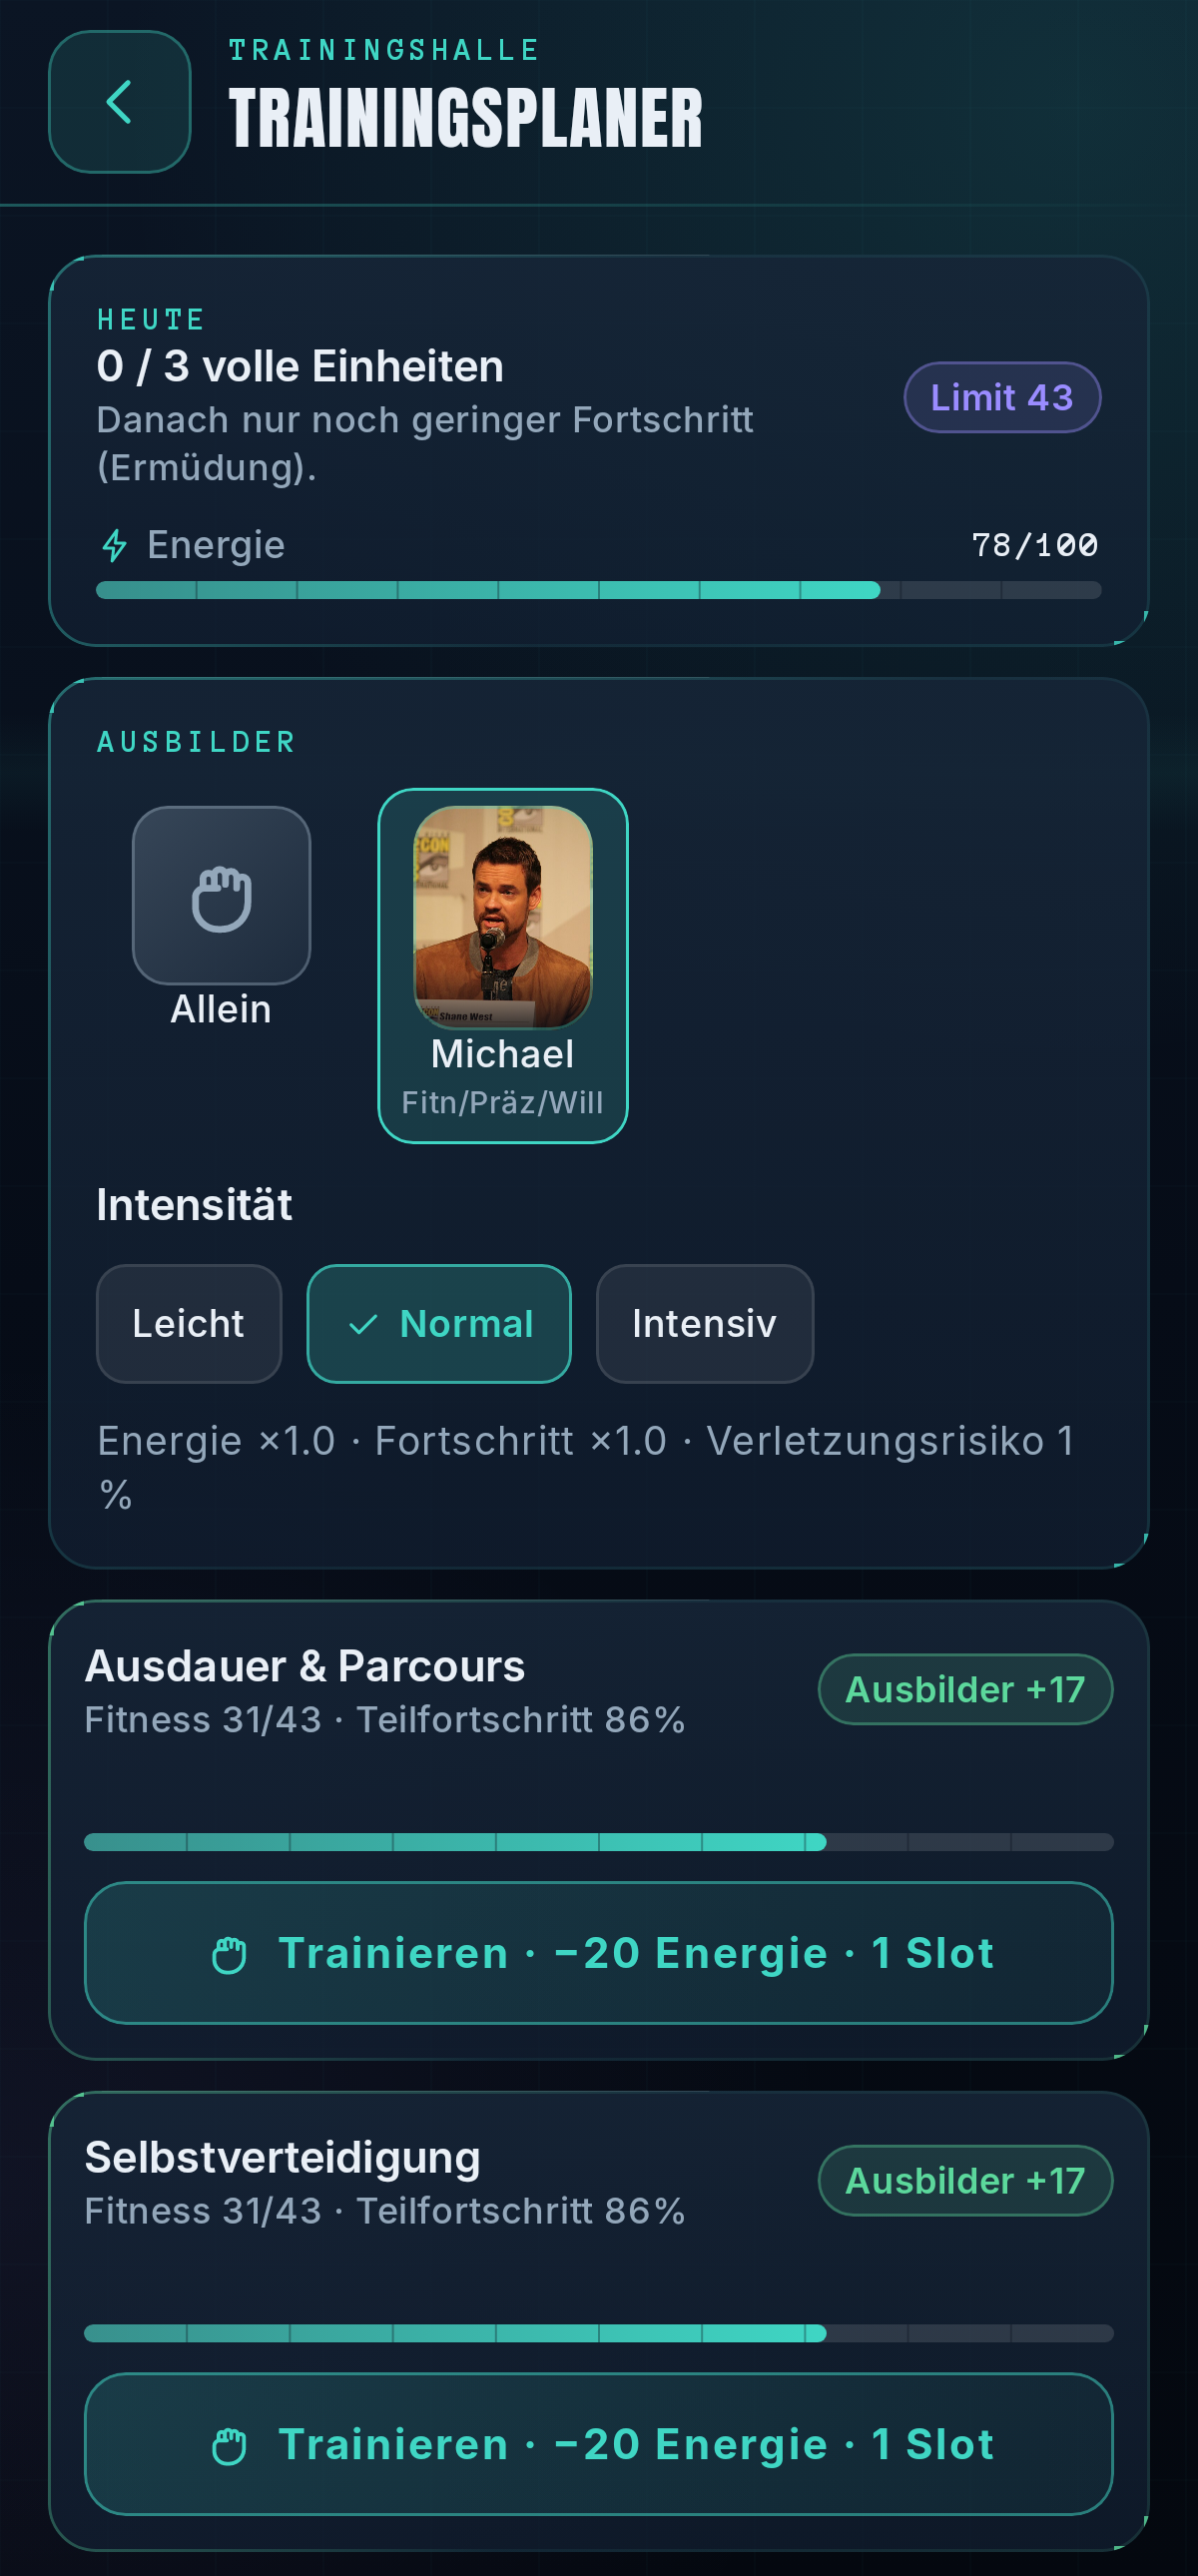 TRAININGSHALLE
TRAININGSPLANER
HEUTE
0 / 3 volle Einheiten
Limit 43
Danach nur noch geringer Fortschritt
(Ermüdung).
Energie
78/100
AUSBILDER
CON
Shane West
Allein
Michael
Fitn/Präz/Will
Intensität
Leicht
Normal
Intensiv
Energie ×1.0 · Fortschritt ×1.0 · Verletzungsrisiko 1
%
Ausdauer & Parcours
Ausbilder +17
Fitness 31/43 · Teilfortschritt 86%
Trainieren · −20 Energie · 1 Slot
Selbstverteidigung
Ausbilder +17
Fitness 31/43 · Teilfortschritt 86%
Trainieren · −20 Energie · 1 Slot